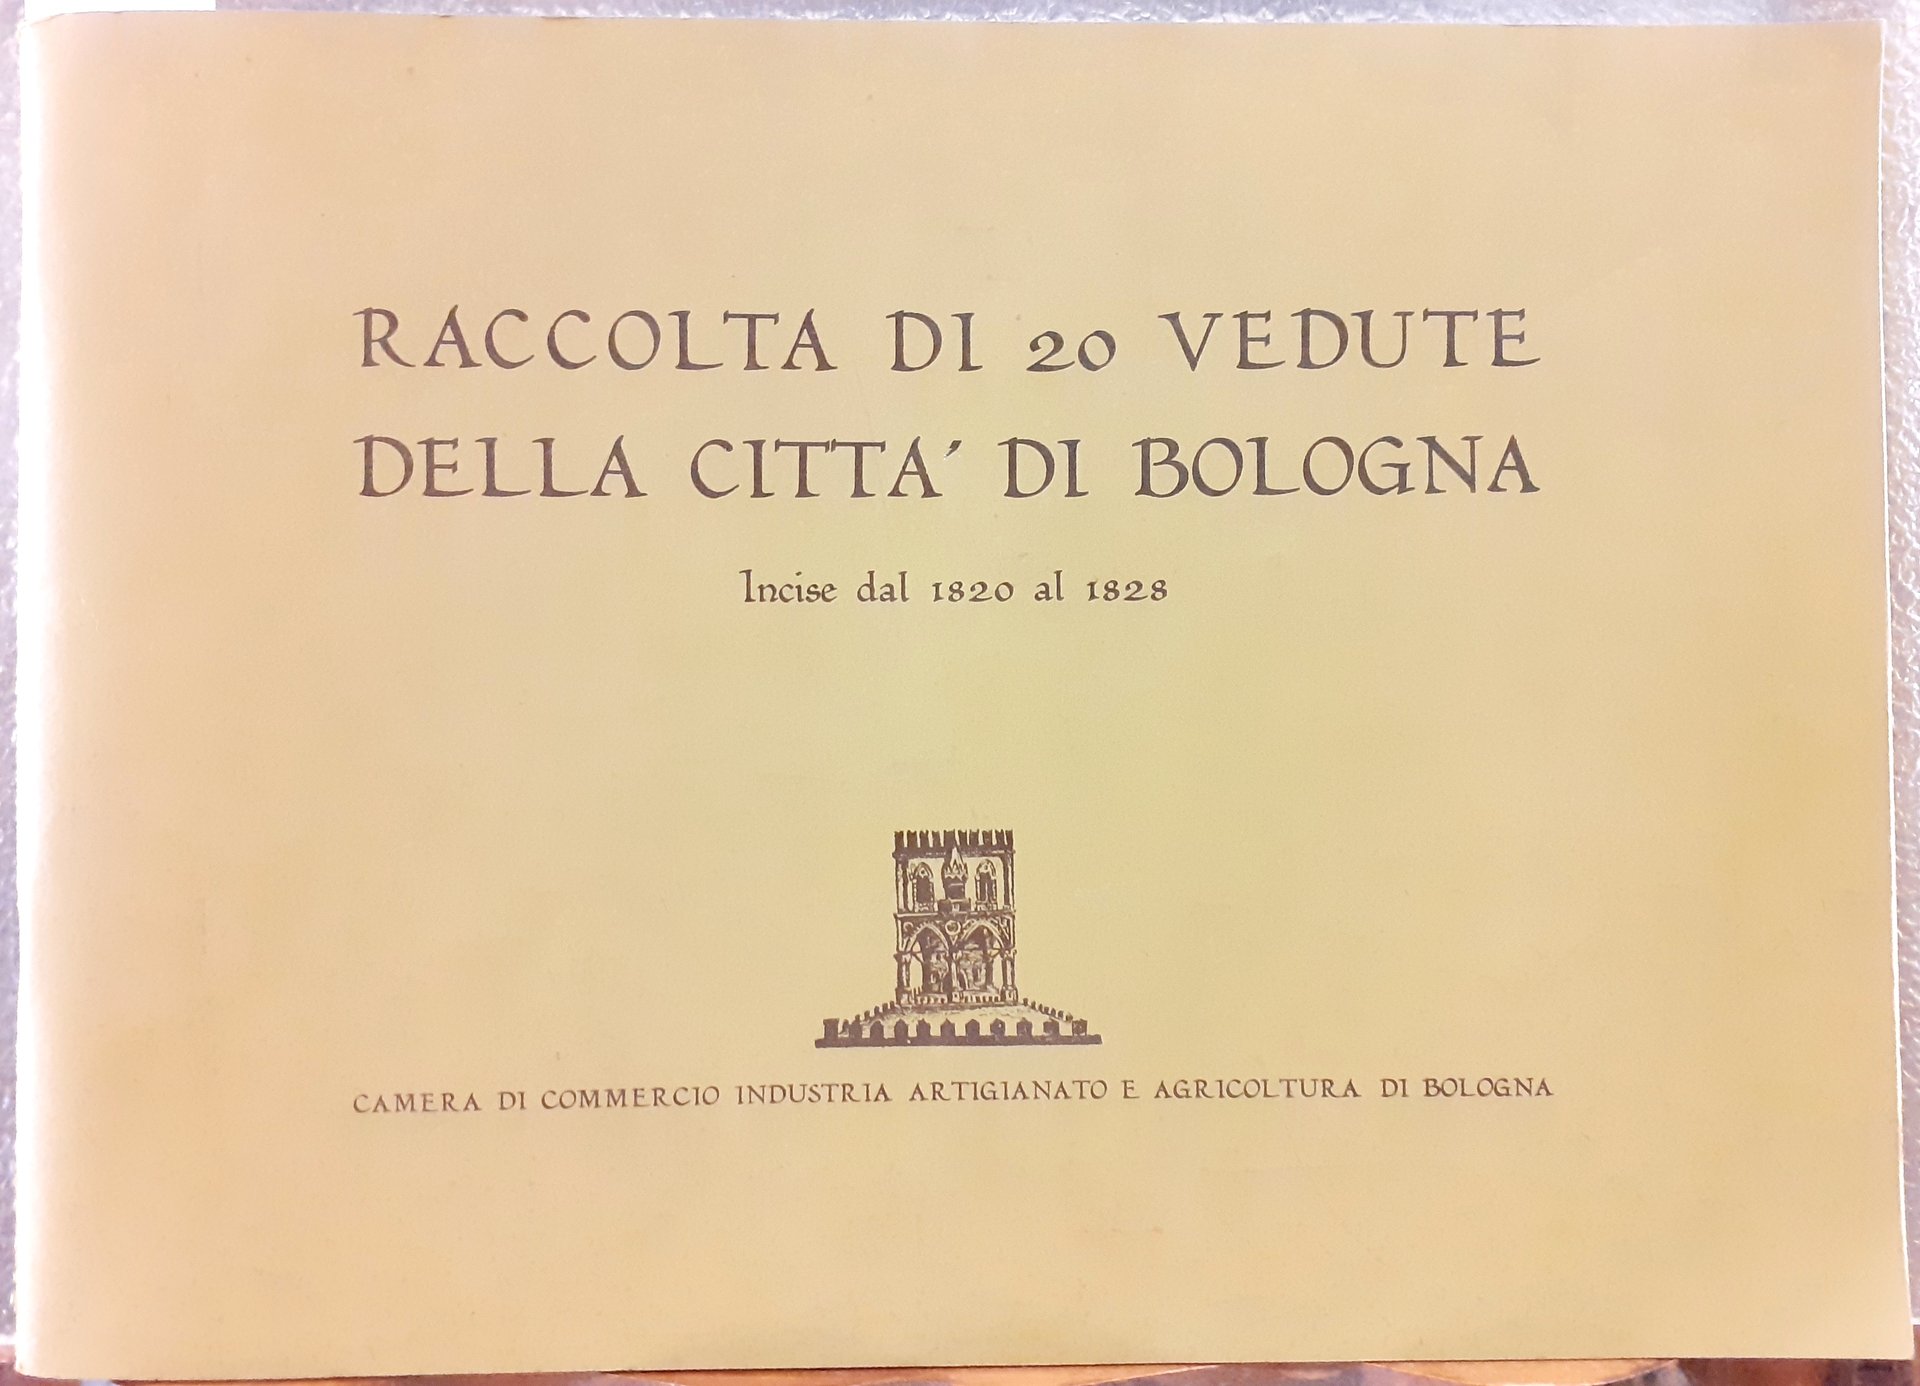 RACCOLTA DI 20 VEDUTE
DELLA CITTA' DI BOLOGNA
Incise dal 1820 al 1828
CAMERA DI COMMERCIO INDUSTRIA ARTIGIANATO E AGRICOLTURA DI BOLOGNA